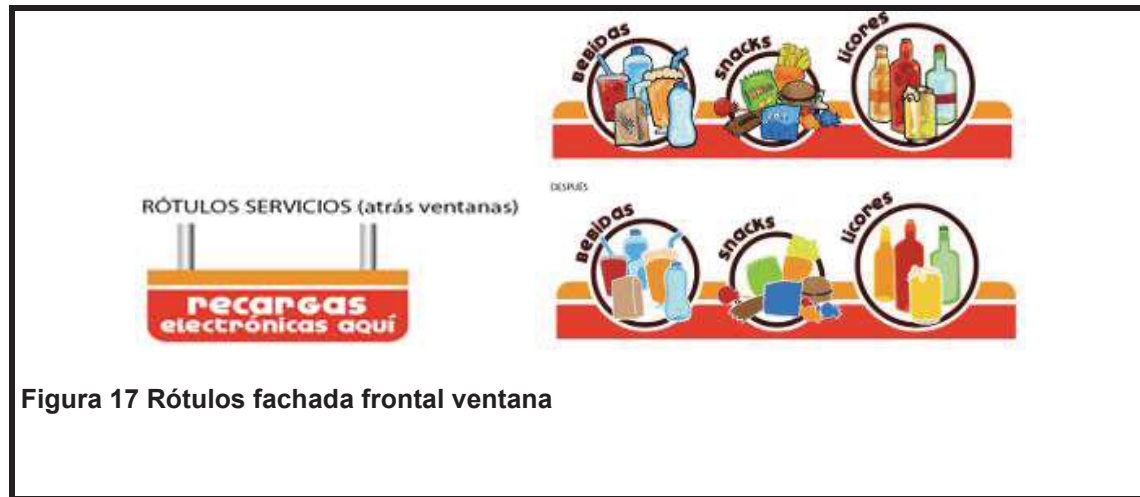 Bebidas
snacks
licores
DESPUÉS
RÓTULOS SERVICIOS (atrás ventanas)
Bebidas
snacks
licores
recargas
electrónicas aquí
Figura 17 Rótulos fachada frontal ventana